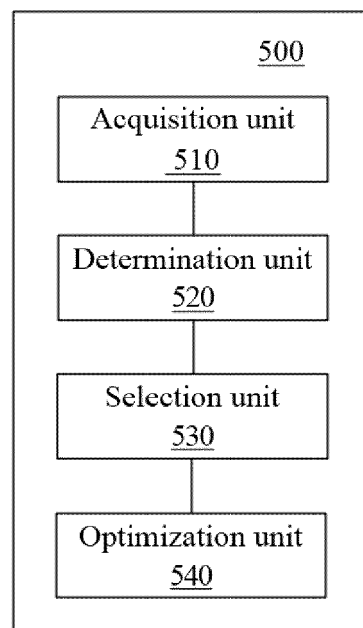 500
Acquisition unit
510
Determination unit
520
Selection unit
530
Optimization unit
540